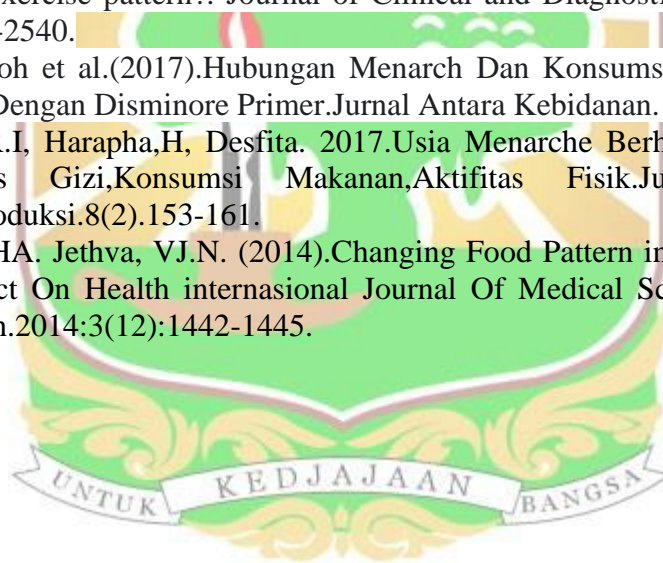 exercise pattern.. Journal of Clinical and Diagnosti
-2540.
oh et al.(2017).Hubungan Menarch Dan Konsums
Dengan Disminore Primer.Jurnal Antara Kebidanan.
R.I, Harapha,H, Desfita. 2017.Usia Menarche Berh
s Gizi,Konsumsi Makanan,Aktifitas Fisik.Ju
oduksi.8(2).153-161.
HA. Jethva, VJ.N. (2014).Changing Food Pattern in
ct On Health internasional Journal Of Medical Sc
n.2014:3(12):1442-1445.
UNTUK KEDJAJAAN BANGSA